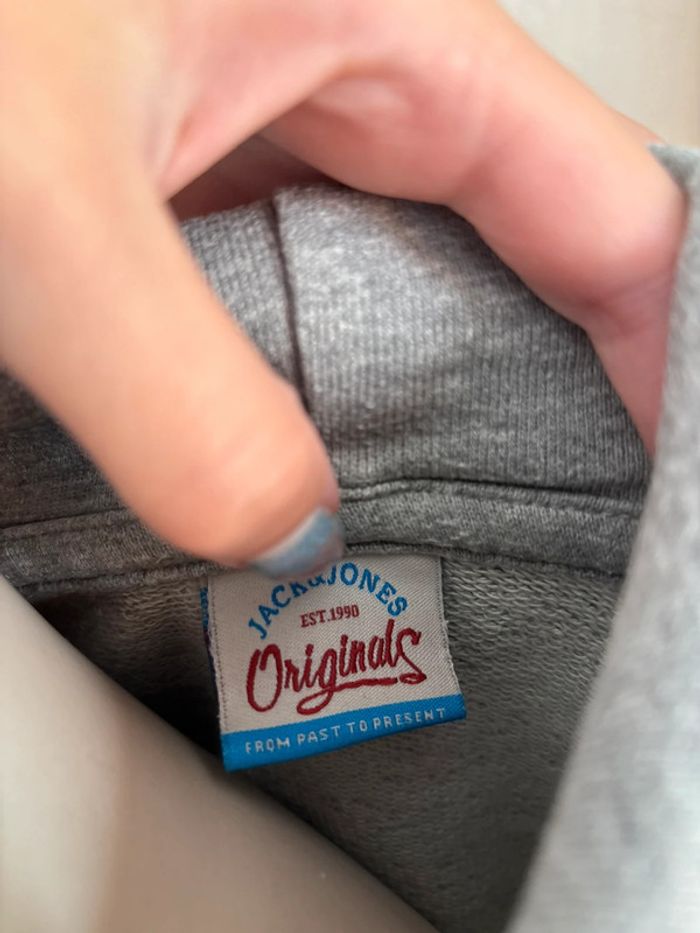 JACK&JONES
EST.1990
Originals
FROM PAST TO PRESENT